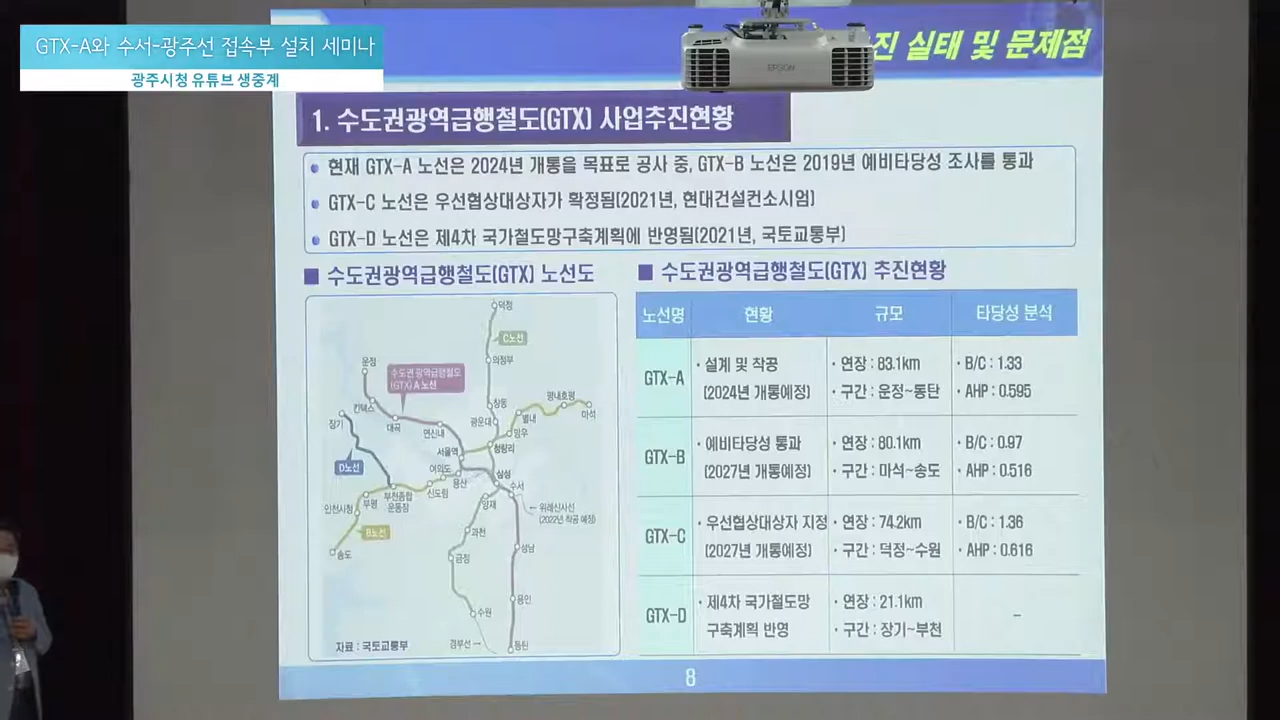 GTX-A와 수서-광주선 접속부 설치 세미나
광주시청 유튜브 생중계
진 실태 및 문제점
EPSON
1. 수도권광역급행철도(GTX) 사업추진현황
• 현재 GTX-A 노선은 2024년 개통을 목표로 공사 중, GTX-B 노선은 2019년 예비타당성 조사를 통과
• GTX-C 노선은 우선협상대상자가 확정됨(2021년, 현대건설컨소시엄)
• GTX-D 노선은 제4차 국가철도망구축계획에 반영됨(2021년, 국토교통부)
■ 수도권광역급행철도(GTX) 노선도
덕정
C노선
의정부
운정
수도권 광역급행철도
(GTX) A 노선
킨텍스
장기
대곡
연신내
창동
광운대
평내호평
마석
별내
망우
청량리
서울역
D노선
여의도
용산
삼성
수서
신도림
부천종합
운동장
부평
인천시청
양재
위례신사선
(2022년 착공 예정)
B노선
송도
과천
금정
성남
용인
수원
경부선
동탄
자료 : 국토교통부
■ 수도권광역급행철도(GTX) 추진현황
노선명 현황 규모 타당성 분석
GTX-A
· 설계 및 착공
(2024년 개통예정)
· 연장 : 83.1km
· 구간 : 운정~동탄
· B/C : 1.33
· AHP : 0.595
GTX-B
· 예비타당성 통과
(2027년 개통예정)
· 연장 : 80.1km
· 구간 : 마석~송도
· B/C : 0.97
· AHP : 0.516
GTX-C
· 우선협상대상자 지정
(2027년 개통예정)
· 연장 : 74.2km
· 구간 : 덕정~수원
· B/C : 1.36
· AHP : 0.616
GTX-D
· 제4차 국가철도망
구축계획 반영
· 연장 : 21.1km
· 구간 : 장기~부천
–
8